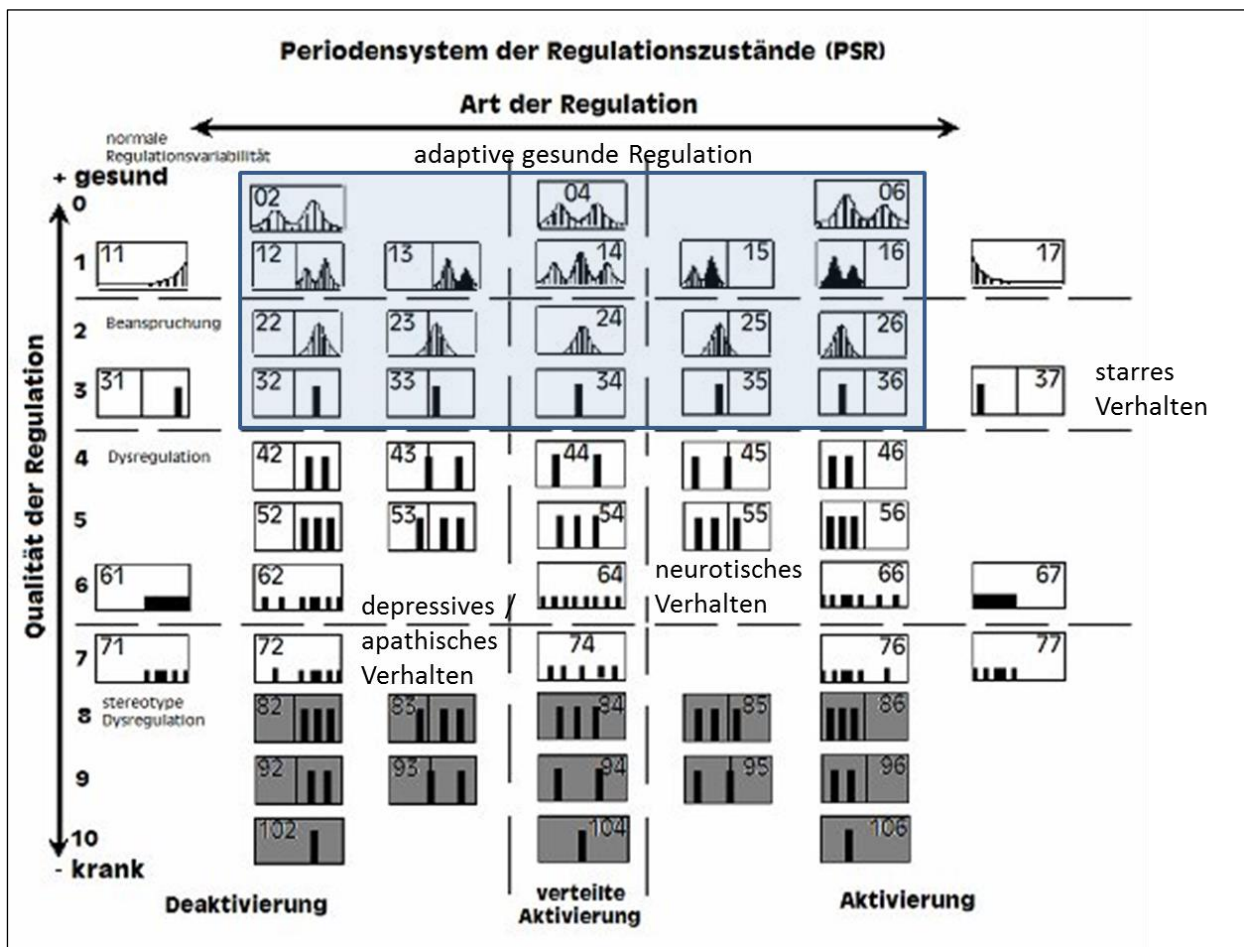 Periodensystem der Regulationszustände (PSR)
Art der Regulation
normale
Regulationsvariabilität
adaptive gesunde Regulation
+ gesund
0
02 04 06
1
11 12 13 14 15 16 17
2
Beanspruchung
22 23 24 25 26
3
31 32 33 34 35 36 37
starres
Verhalten
Qualität der Regulation
4
Dysregulation
42 43 44 45 46
5
52 53 54 55 56
6
61 62 64 66 67
neurotisches
Verhalten
depressives /
apathisches
Verhalten
7
71 72 74 76 77
8
stereotype
Dysregulation
82 83 84 85 86
9
92 93 94 95 96
10
102 104 106
- krank
Deaktivierung
verteilte
Aktivierung
Aktivierung